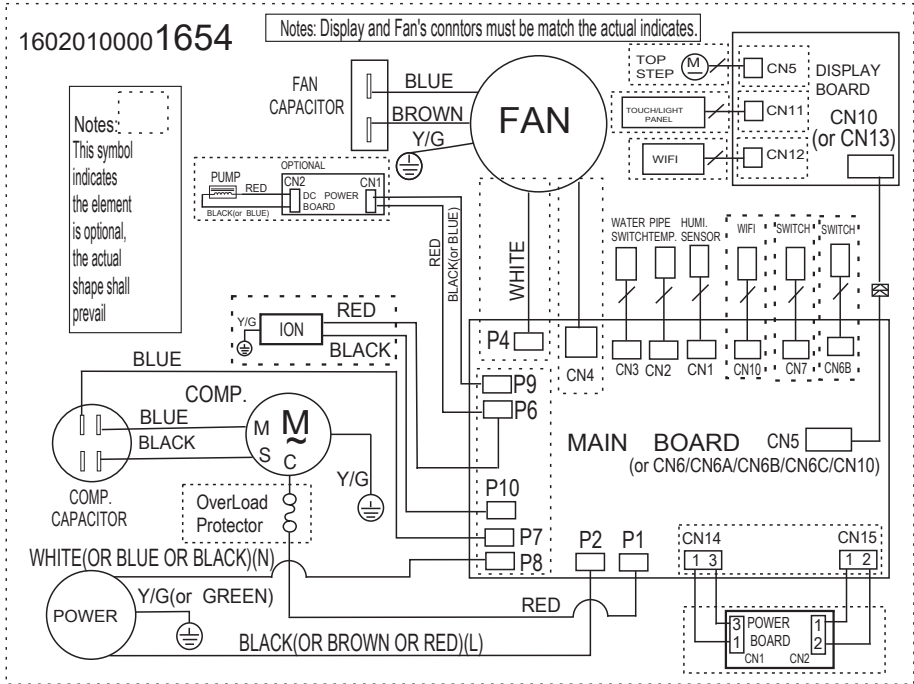 16020100001654
Notes: Display and Fan's conntors must be match the actual indicates.
Notes:
This symbol
indicates
the element
is optional,
the actual
shape shall
prevail
FAN
CAPACITOR
BLUE
BROWN
Y/G
FAN
TOP
STEP
M
CN5
TOUCH/LIGHT
PANEL
CN11
WIFI
CN12
DISPLAY
BOARD
CN10
(or CN13)
OPTIONAL
PUMP
RED
BLACK(or BLUE)
CN2
CN1
DC POWER
BOARD
RED
BLACK(or BLUE)
WHITE
WATER
SWITCH
PIPE
TEMP.
HUMI.
SENSOR
WIFI
SWITCH
SWITCH
Y/G
ION
RED
BLACK
P4
CN4
CN3
CN2
CN1
CN10
CN7
CN6B
P9
P6
P10
P7
P8
P2
P1
MAIN BOARD
CN5
(or CN6/CN6A/CN6B/CN6C/CN10)
BLUE
COMP.
BLUE
BLACK
M
S
C
M
~
Y/G
COMP.
CAPACITOR
OverLoad
Protector
WHITE(OR BLUE OR BLACK)(N)
POWER
Y/G(or GREEN)
BLACK(OR BROWN OR RED)(L)
RED
CN14
1 3
CN15
1 2
3
1
POWER
BOARD
1
2
CN1
CN2